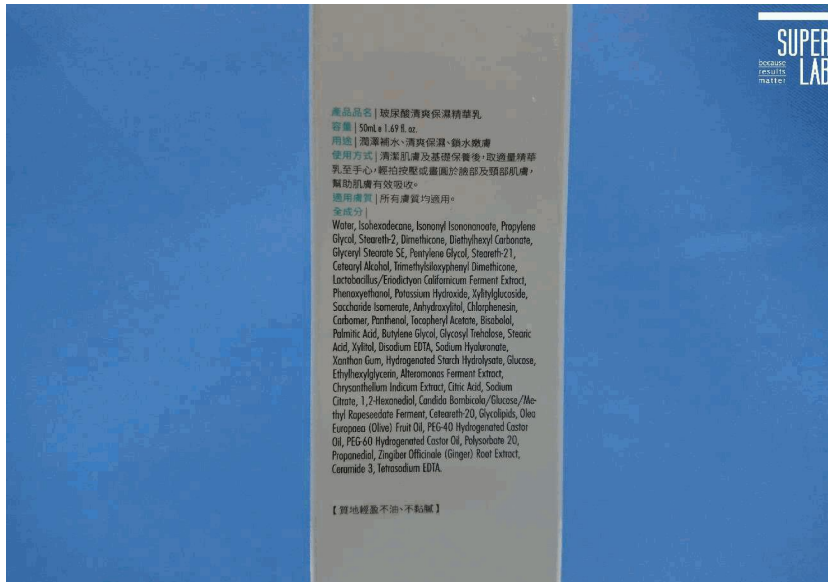 SUPER
LAB
because
results
matter
產品品名 | 玻尿酸清爽保濕精華乳
容量 | 50mL e 1.69 fl. oz.
用途 | 潤澤補水、清爽保濕、鎖水嫩膚
使用方式 | 清潔肌膚及基礎保養後，取適量精華
乳至手心，輕拍按壓或畫圓於臉部及頸部肌膚，
幫助肌膚有效吸收。
適用膚質 | 所有膚質均適用。
全成分 |
Water, Isohexadecane, Isononyl Isononanoate, Propylene
Glycol, Steareth-2, Dimethicone, Diethylhexyl Carbonate,
Glyceryl Stearate SE, Pentylene Glycol, Steareth-21,
Cetearyl Alcohol, Trimethylsiloxyphenyl Dimethicone,
Lactobacillus/Eriodictyon Californicum Ferment Extract,
Phenoxyethanol, Potassium Hydroxide, Xylitylglucoside,
Saccharide Isomerate, Anhydroxylitol, Chlorphenesin,
Carbomer, Panthenol, Tocopheryl Acetate, Bisabolol,
Palmitic Acid, Butylene Glycol, Glycosyl Trehalose, Stearic
Acid, Xylitol, Disodium EDTA, Sodium Hyaluronate,
Xanthan Gum, Hydrogenated Starch Hydrolysate, Glucose,
Ethylhexylglycerin, Alteromonas Ferment Extract,
Chrysanthellum Indicum Extract, Citric Acid, Sodium
Citrate, 1,2-Hexanediol, Candida Bombicola/Glucose/Me-
thyl Rapeseedate Ferment, Ceteareth-20, Glycolipids, Olea
Europaea (Olive) Fruit Oil, PEG-40 Hydrogenated Castor
Oil, PEG-60 Hydrogenated Castor Oil, Polysorbate 20,
Propanediol, Zingiber Officinale (Ginger) Root Extract,
Ceramide 3, Tetrasodium EDTA.
【質地輕盈不油、不黏膩】